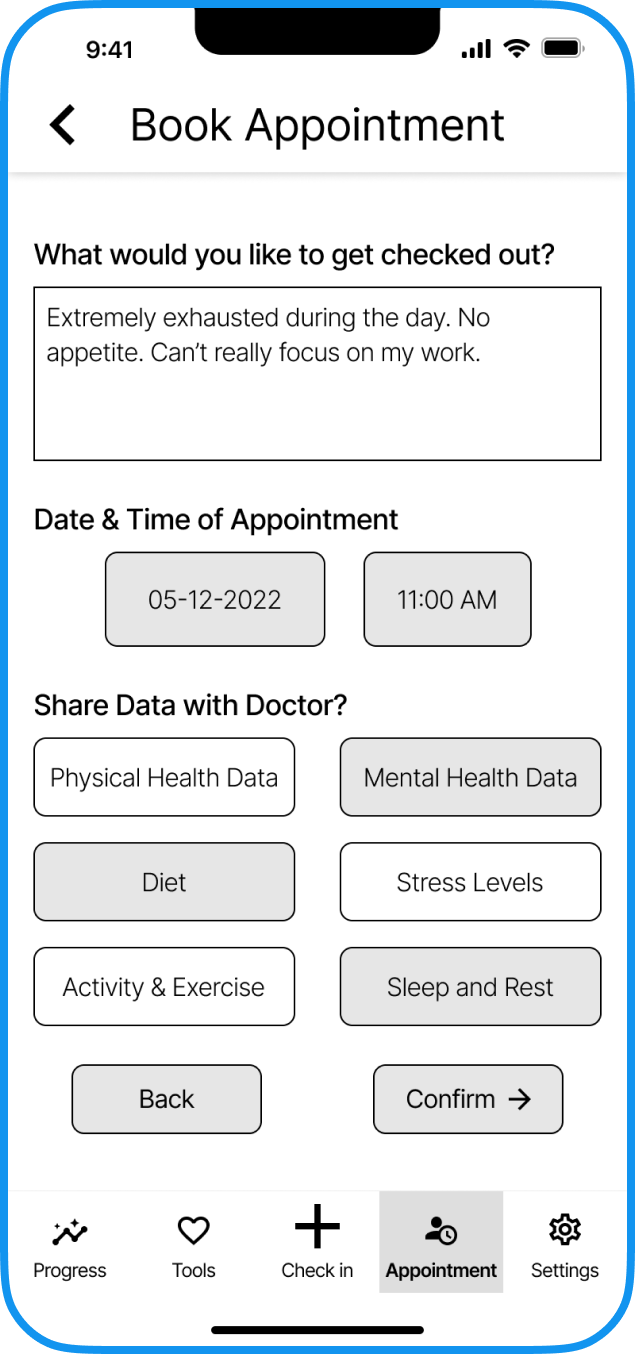 9:41
Book Appointment
What would you like to get checked out?
Extremely exhausted during the day. No
appetite. Can’t really focus on my work.
Date & Time of Appointment
05-12-2022
11:00 AM
Share Data with Doctor?
Physical Health Data
Mental Health Data
Diet
Stress Levels
Activity & Exercise
Sleep and Rest
Back
Confirm →
Progress
Tools
Check in
Appointment
Settings